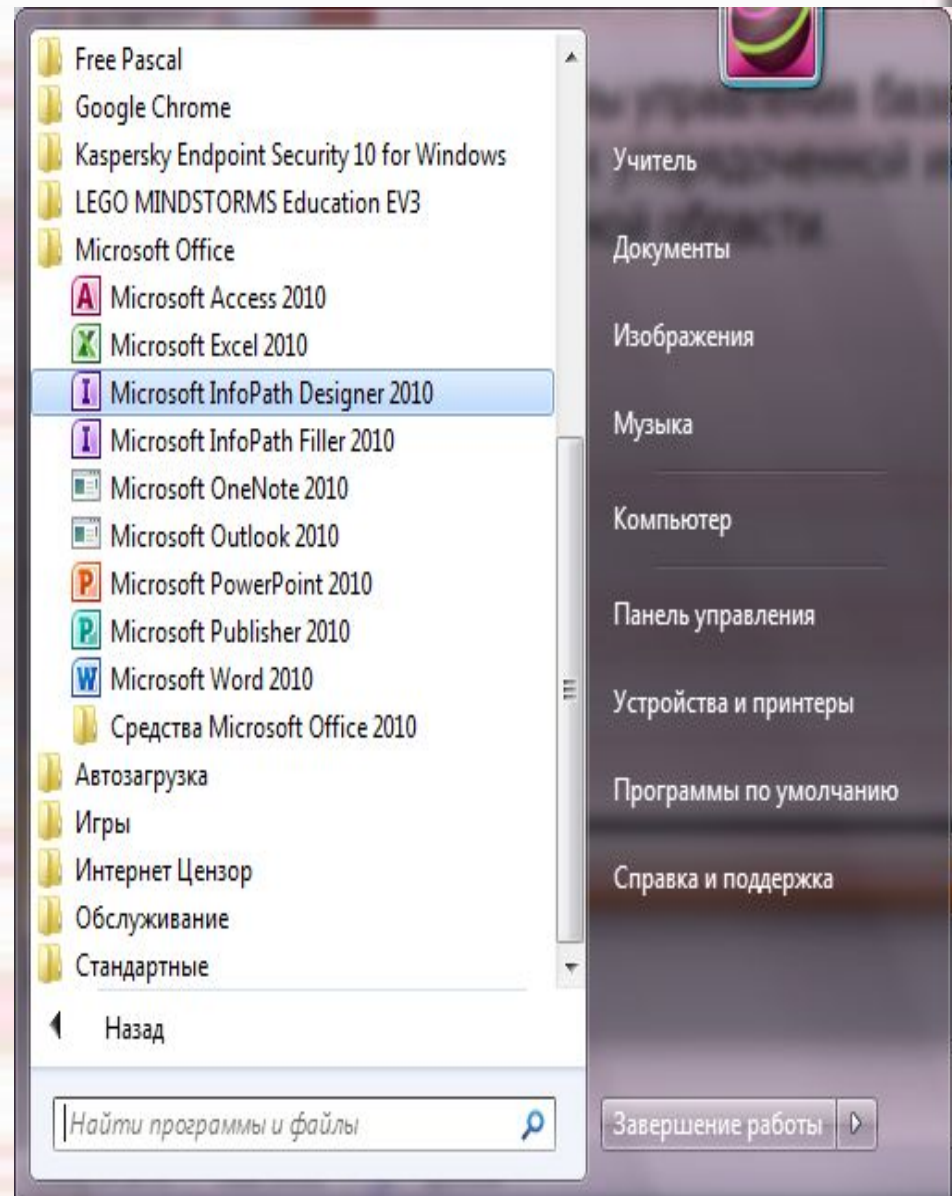 Free Pascal
Google Chrome
Kaspersky Endpoint Security 10 for Windows
LEGO MINDSTORMS Education EV3
Microsoft Office
Microsoft Access 2010
Microsoft Excel 2010
Microsoft InfoPath Designer 2010
Microsoft InfoPath Filler 2010
Microsoft OneNote 2010
Microsoft Outlook 2010
Microsoft PowerPoint 2010
Microsoft Publisher 2010
Microsoft Word 2010
Средства Microsoft Office 2010
Автозагрузка
Игры
Интернет Цензор
Обслуживание
Стандартные
Назад
Найти программы и файлы
Учитель
Документы
Изображения
Музыка
Компьютер
Панель управления
Устройства и принтеры
Программы по умолчанию
Справка и поддержка
Завершение работы